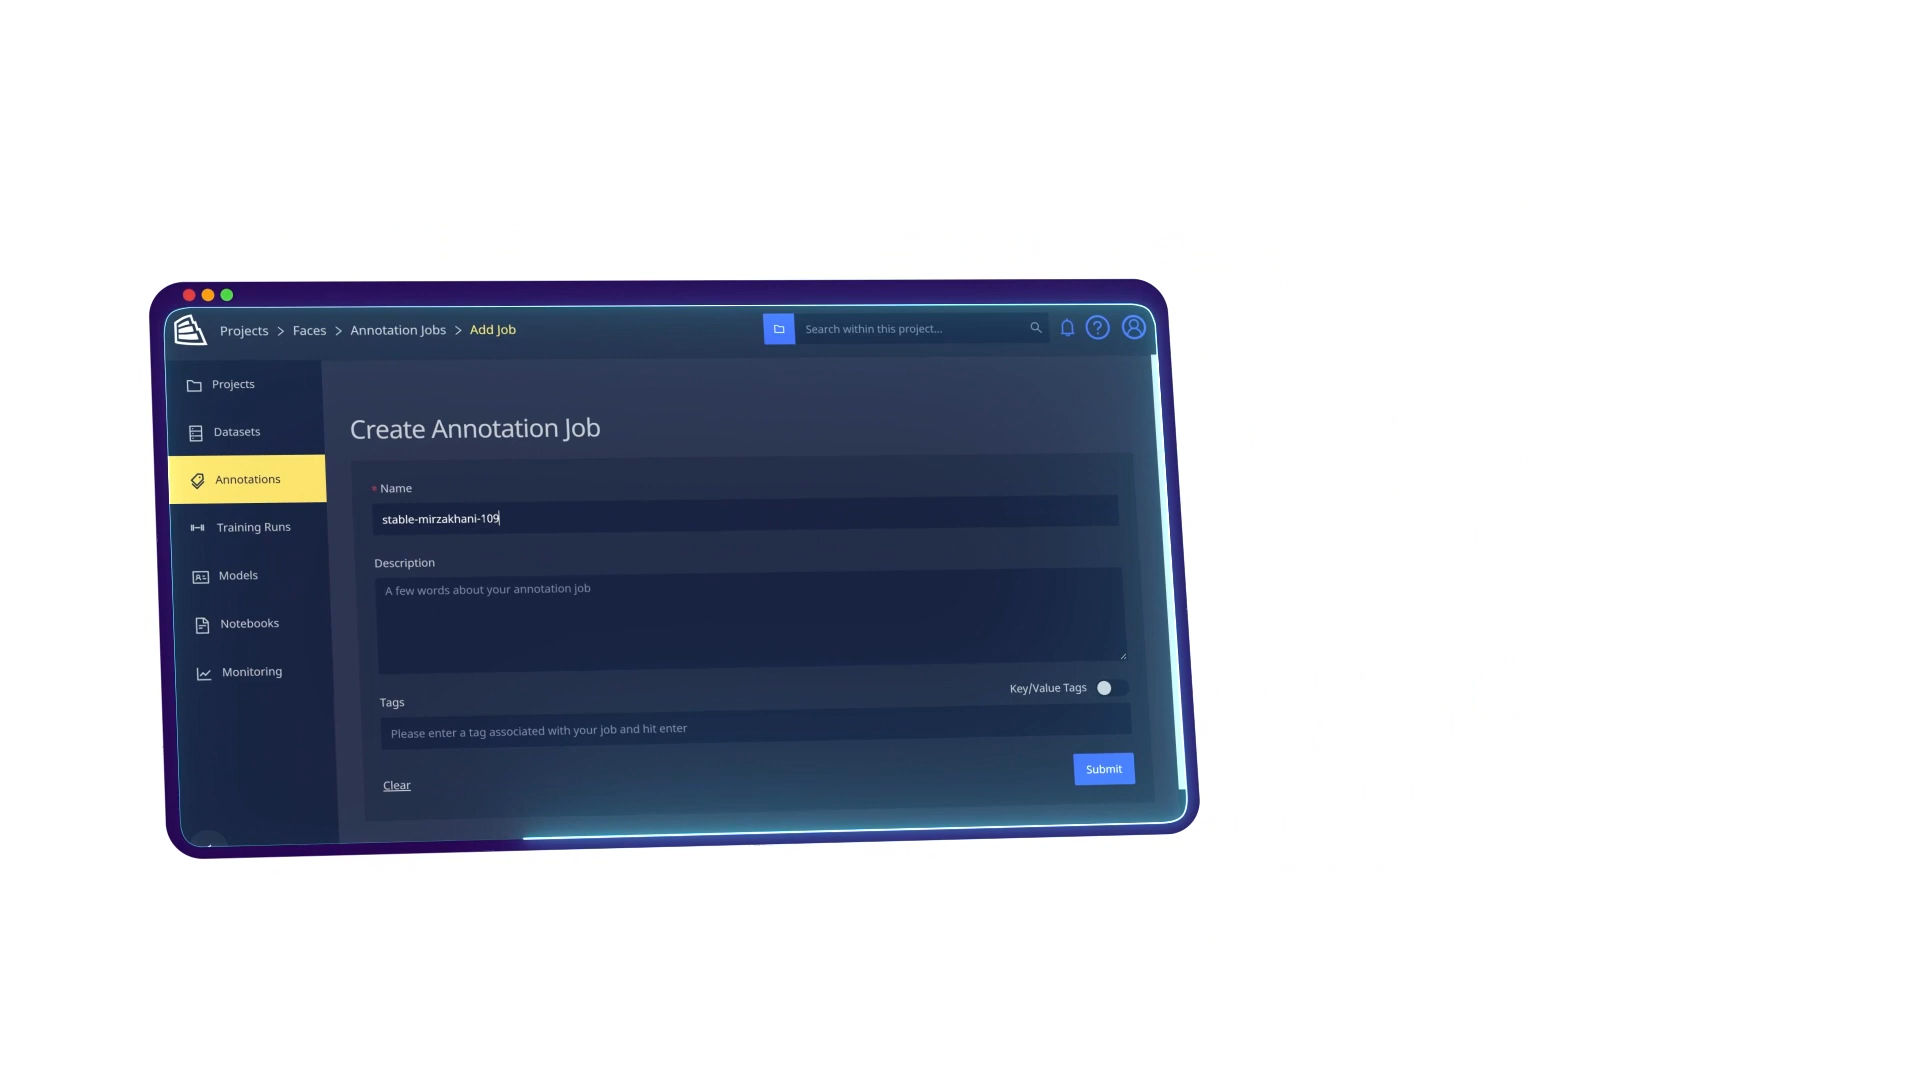 Projects > Faces > Annotation Jobs > Add Job
Search within this project...
Projects
Datasets
Annotations
Training Runs
Models
Notebooks
Monitoring
Create Annotation Job
* Name
stable-mirzakhani-109
Description
A few words about your annotation job
Key/Value Tags
Tags
Please enter a tag associated with your job and hit enter
Clear
Submit